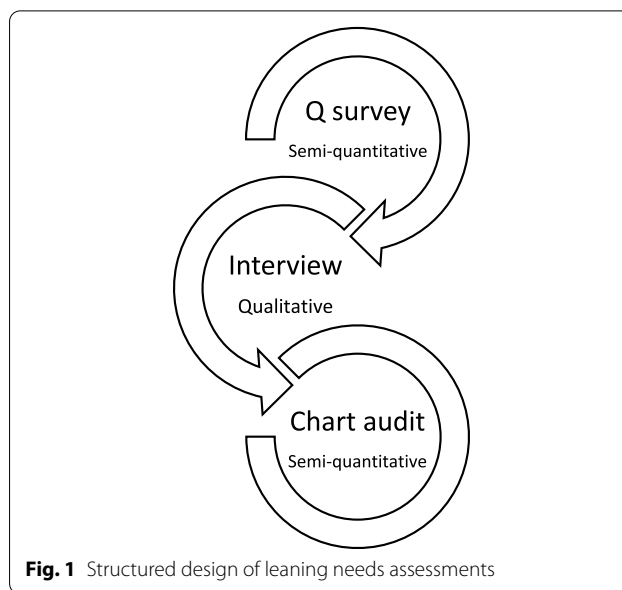 Q survey
Semi-quantitative
Interview
Qualitative
Chart audit
Semi-quantitative
Fig. 1 Structured design of leaning needs assessments